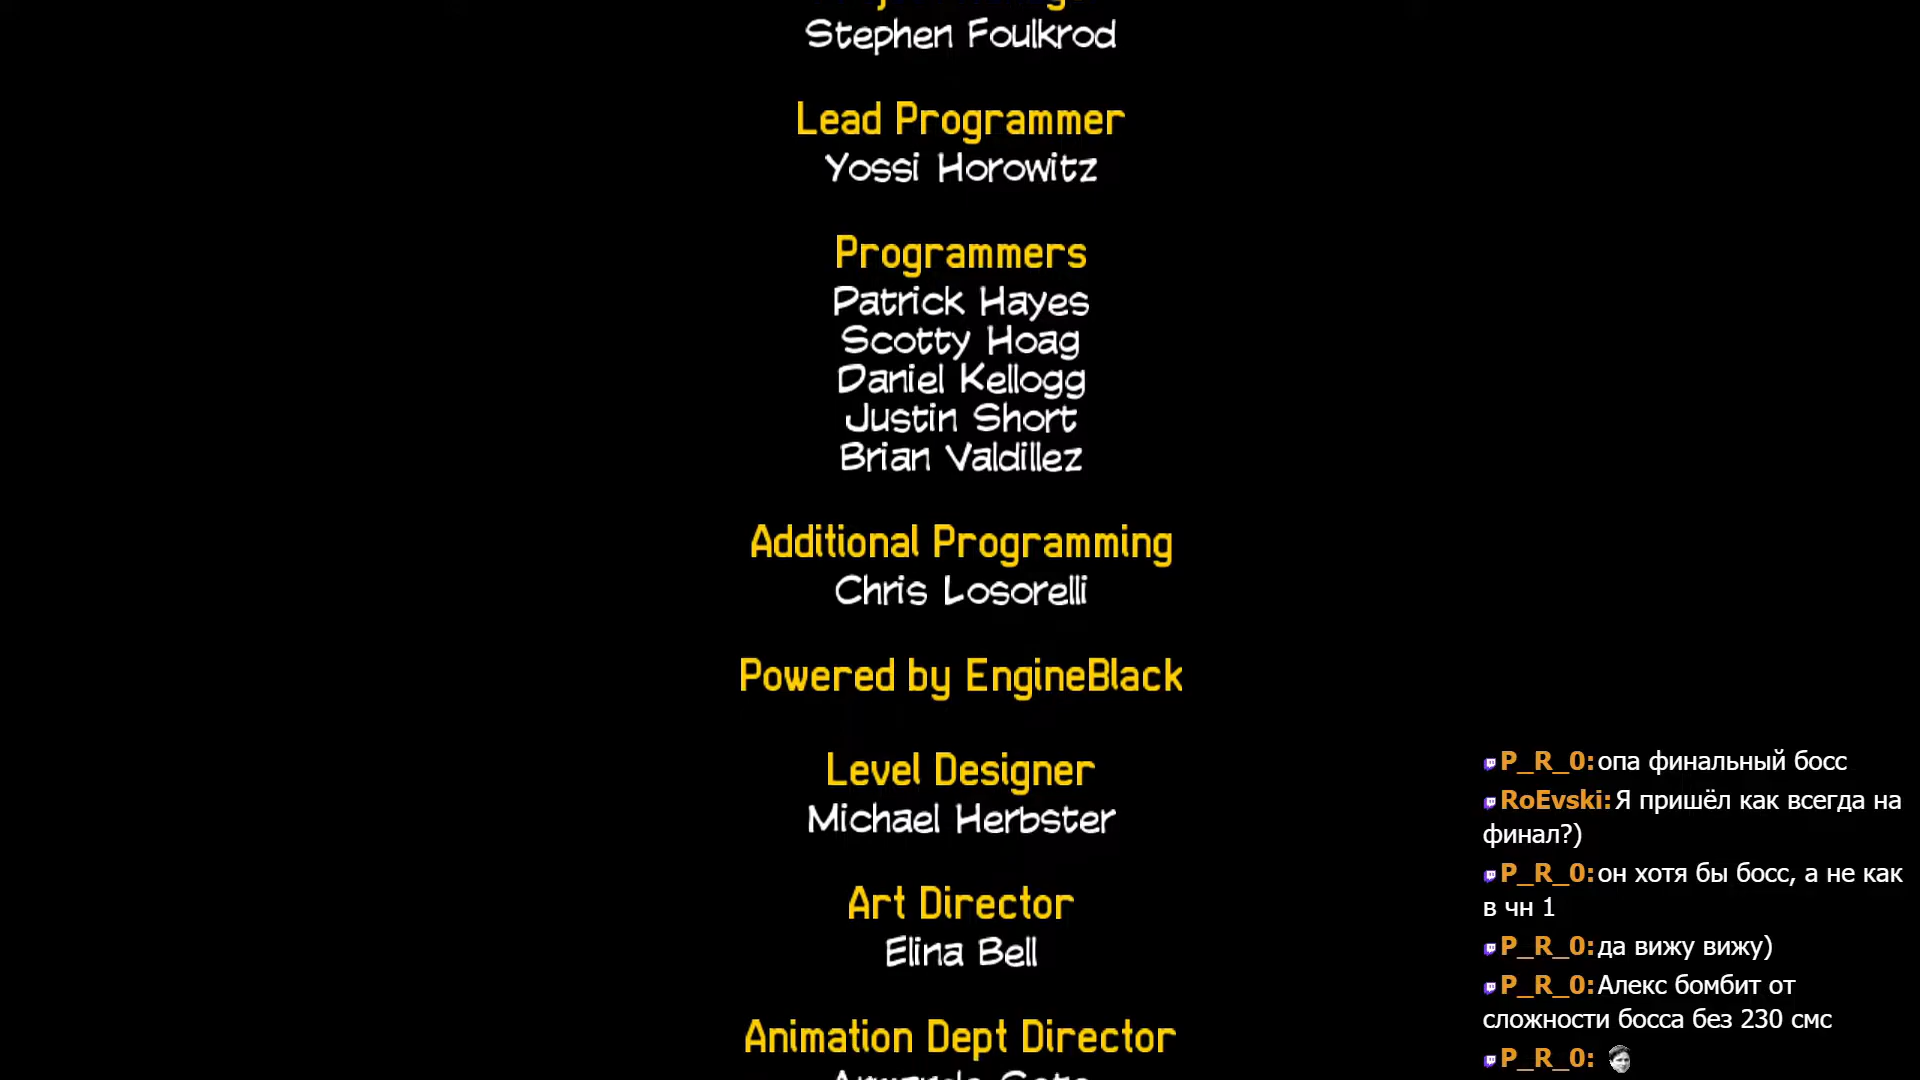 Stephen Foulkrod
Lead Programmer
Yossi Horowitz
Programmers
Patrick Hayes
Scotty Hoag
Daniel Kellogg
Justin Short
Brian Valdillez
Additional Programming
Chris Losorelli
Powered by EngineBlack
Level Designer
Michael Herbster
Art Director
Elina Bell
Animation Dept Director
P_R_0: опа финальный босс
RoEvski: Я пришёл как всегда на
финал?)
P_R_0: он хотя бы босс, а не как
в чн 1
P_R_0: да вижу вижу)
P_R_0: Алекс бомбит от
сложности босса без 230 смс
P_R_0: